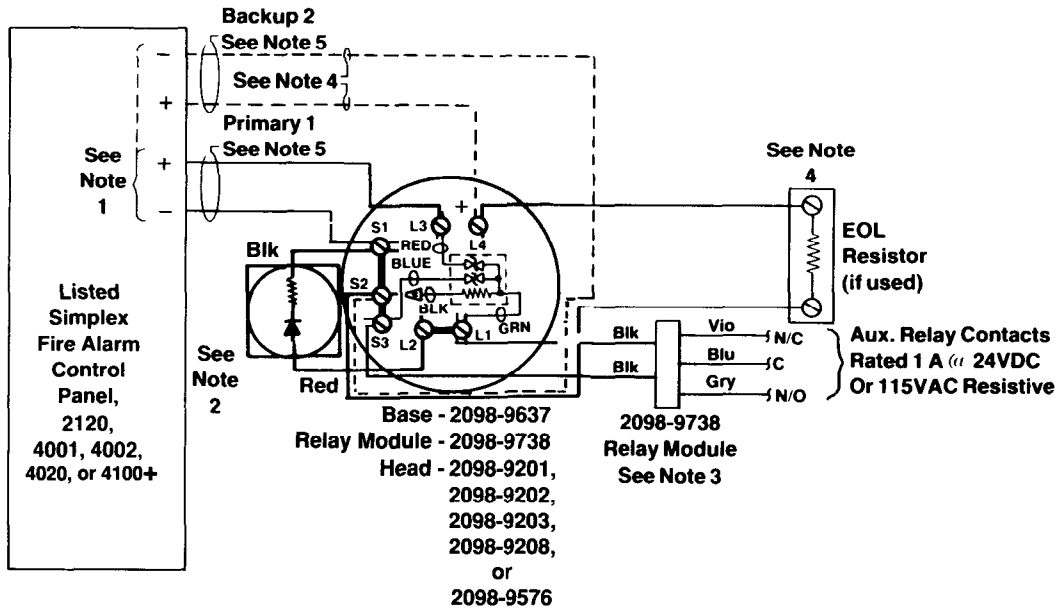 Backup 2
See Note 5
−
See Note 4
+
Primary 1
See Note 5
See
Note
1
+
−
See Note
4
+
S1
L3
L4
RED
EOL
Resistor
(if used)
Blk
BLUE
S2
BLK
Listed
Simplex
Fire Alarm
Control
Panel,
2120,
4001, 4002,
4020, or 4100+
S3
L2
L1
GRN
See
Note
2
Red
Blk
Blk
Vio
N/C
Blu
C
Gry
N/O
Aux. Relay Contacts
Rated 1 A @ 24VDC
Or 115VAC Resistive
Base - 2098-9637
Relay Module - 2098-9738
Head - 2098-9201,
2098-9202,
2098-9203,
2098-9208,
or
2098-9576
2098-9738
Relay Module
See Note 3